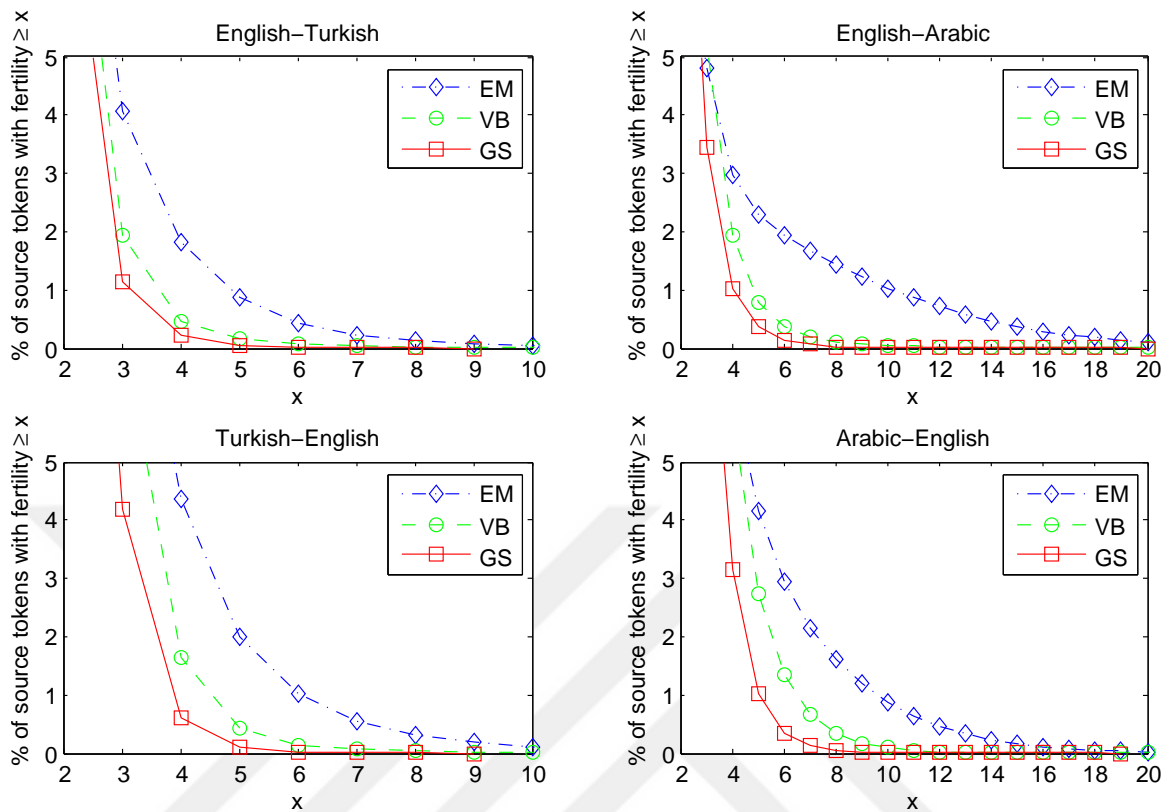 English−Turkish
% of source tokens with fertility ≥ x
5
4
3
2
1
0
2 3 4 5 6 7 8 9 10
x
EM
VB
GS
English−Arabic
% of source tokens with fertility ≥ x
5
4
3
2
1
0
2 4 6 8 10 12 14 16 18 20
x
EM
VB
GS
Turkish−English
% of source tokens with fertility ≥ x
5
4
3
2
1
0
2 3 4 5 6 7 8 9 10
x
EM
VB
GS
Arabic−English
% of source tokens with fertility ≥ x
5
4
3
2
1
0
2 4 6 8 10 12 14 16 18 20
x
EM
VB
GS